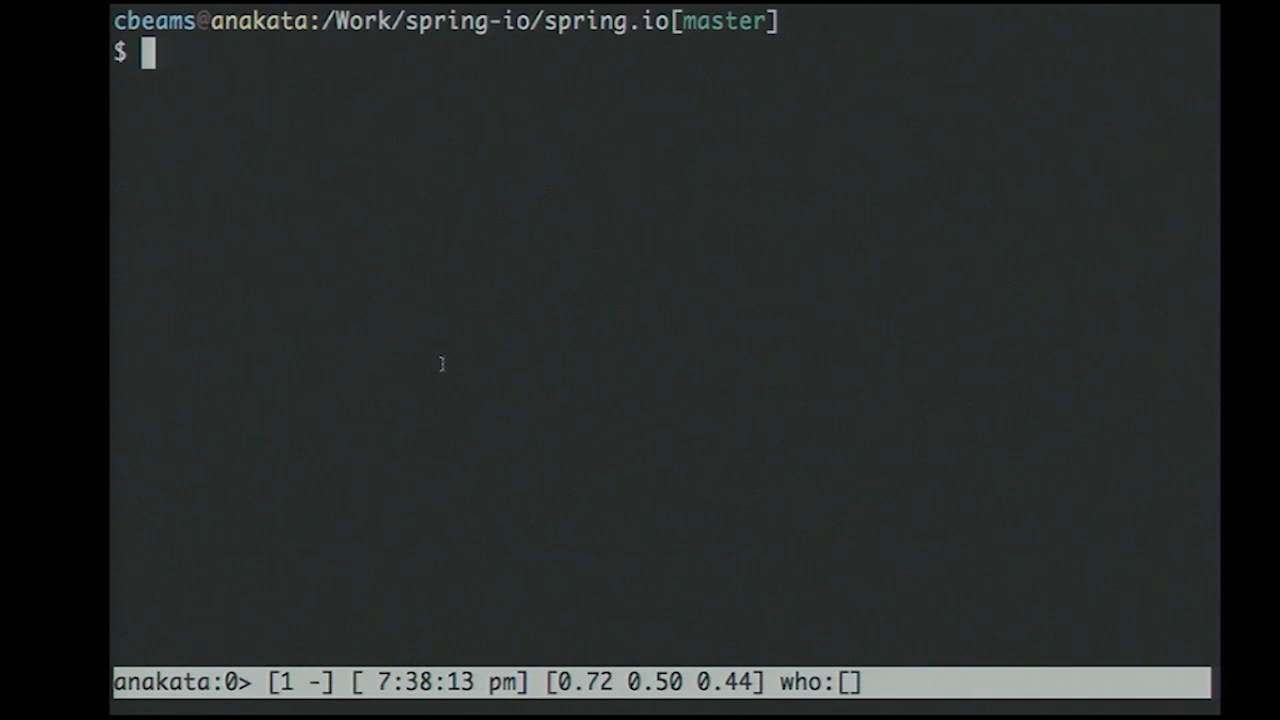 cbeams@anakata:/Work/spring-io/spring.io[master]
$
anakata:0> [1 -] [ 7:38:13 pm] [0.72 0.50 0.44] who:[]